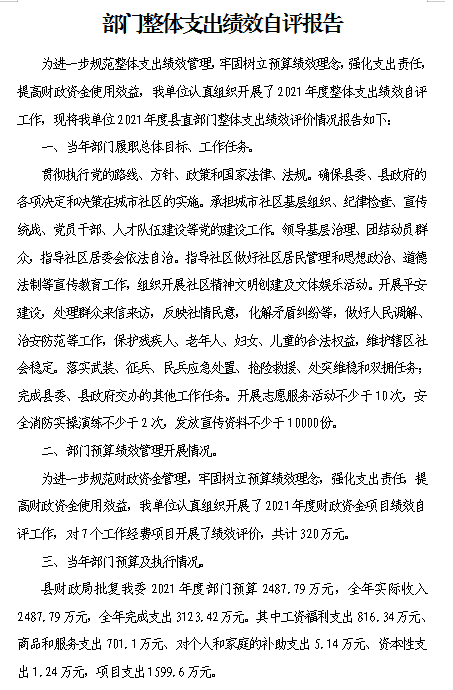 部门整体支出绩效自评报告
为进一步规范整体支出绩效管理，牢固树立预算绩效理念，强化支出责任，
提高财政资金使用效益，我单位认真组织开展了2021年度整体支出绩效自评
工作，现将我单位2021年度县直部门整体支出绩效评价情况报告如下：
一、当年部门履职总体目标、工作任务。
贯彻执行党的路线、方针、政策和国家法律、法规。确保县委、县政府的
各项决定和决策在城市社区的实施。承担城市社区基层组织、纪律检查、宣传
统战、党员干部、人才队伍建设等党的建设工作。领导基层治理、团结动员群
众，指导社区居委会依法自治。指导社区做好社区居民管理和思想政治、道德
法制等宣传教育工作，组织开展社区精神文明创建及文体娱乐活动。开展平安
建设，处理群众来信来访，反映社情民意，化解矛盾纠纷等，做好人民调解、
治安防范等工作，保护残疾人、老年人、妇女、儿童的合法权益，维护辖区社
会稳定。落实武装、征兵、民兵应急处置、抢险救援、处突维稳和双拥任务；
完成县委、县政府交办的其他工作任务。开展志愿服务活动不少于10次，安
全消防实操演练不少于2次，发放宣传资料不少于10000份。
二、部门预算绩效管理开展情况。
为进一步规范财政资金管理，牢固树立预算绩效理念，强化支出责任，提
高财政资金使用效益，我单位认真组织开展了2021年度财政资金项目绩效自
评工作，对7个工作经费项目开展了绩效评价，共计320万元。
三、当年部门预算及执行情况。
县财政局批复我委2021年度部门预算2487.79万元，全年实际收入
2487.79万元，全年完成支出3123.42万元。其中工资福利支出816.34万元、
商品和服务支出701.1万元、对个人和家庭的补助支出5.14万元、资本性支
出1.24万元，项目支出1599.6万元。